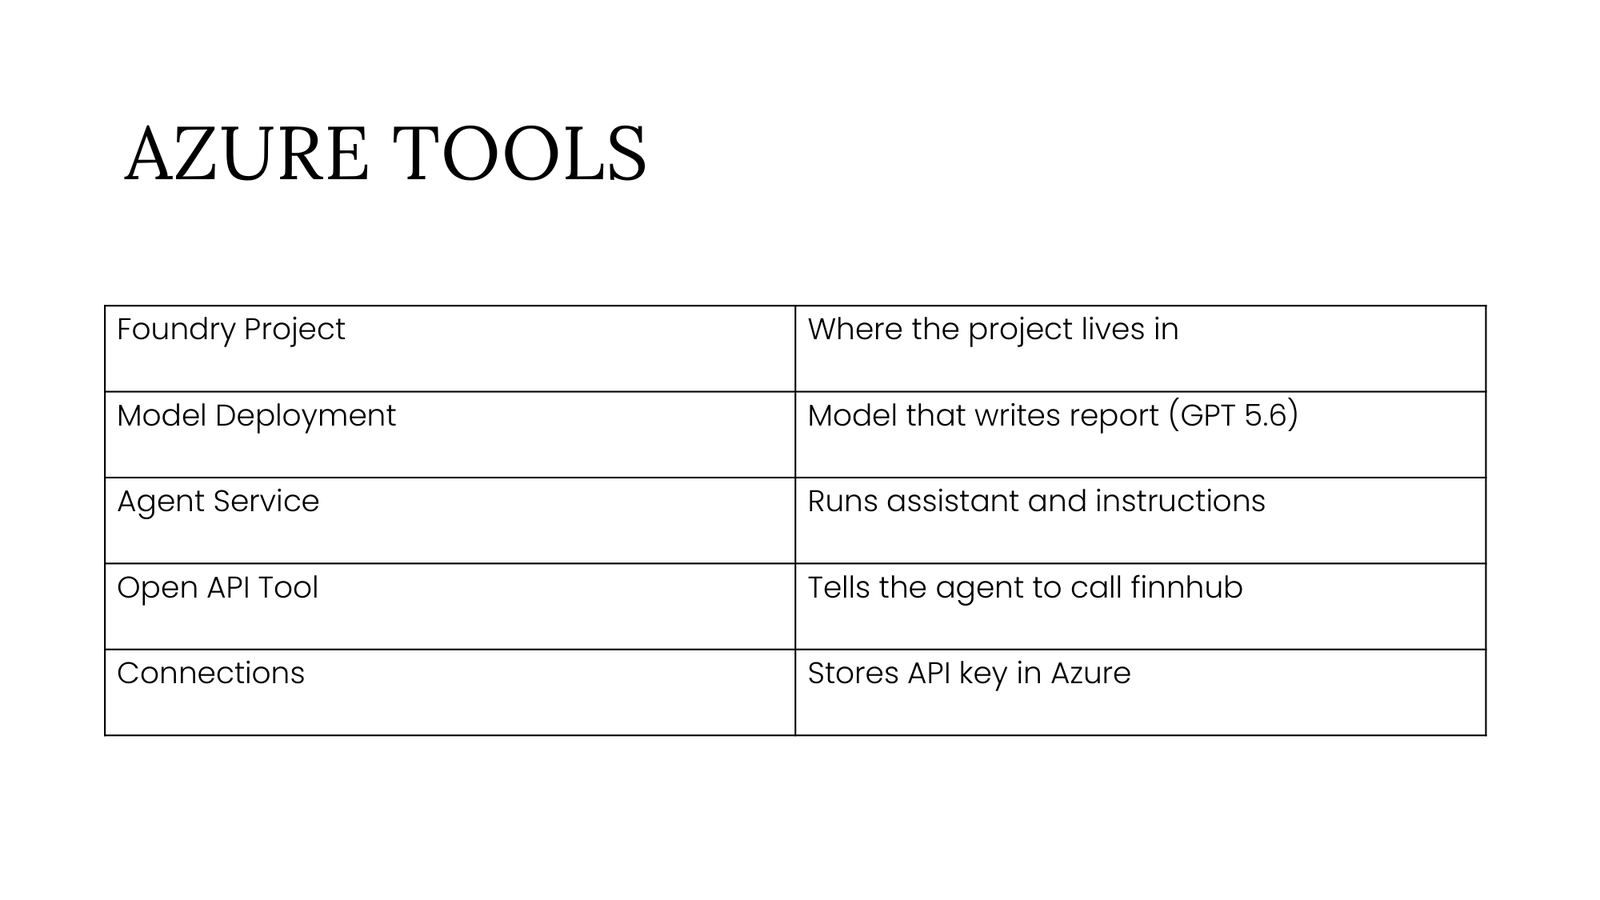 AZURE TOOLS
Foundry Project
Where the project lives in
Model Deployment
Model that writes report (GPT 5.6)
Agent Service
Runs assistant and instructions
Open API Tool
Tells the agent to call finnhub
Connections
Stores API key in Azure